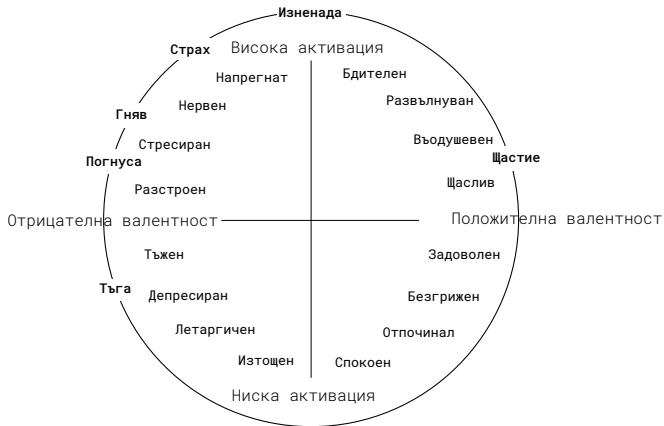 Изненада
Страх
Висока активация
Напрегнат
Бдителен
Нервен
Развълнуван
Гняв
Стресиран
Въодушевен
Погнуса
Щастие
Разстроен
Щаслив
Отрицателна валентност
Положителна валентност
Тъжен
Задоволен
Тъга
Депресиран
Безгрижен
Летаргичен
Отпочинал
Изтощен
Спокоен
Ниска активация